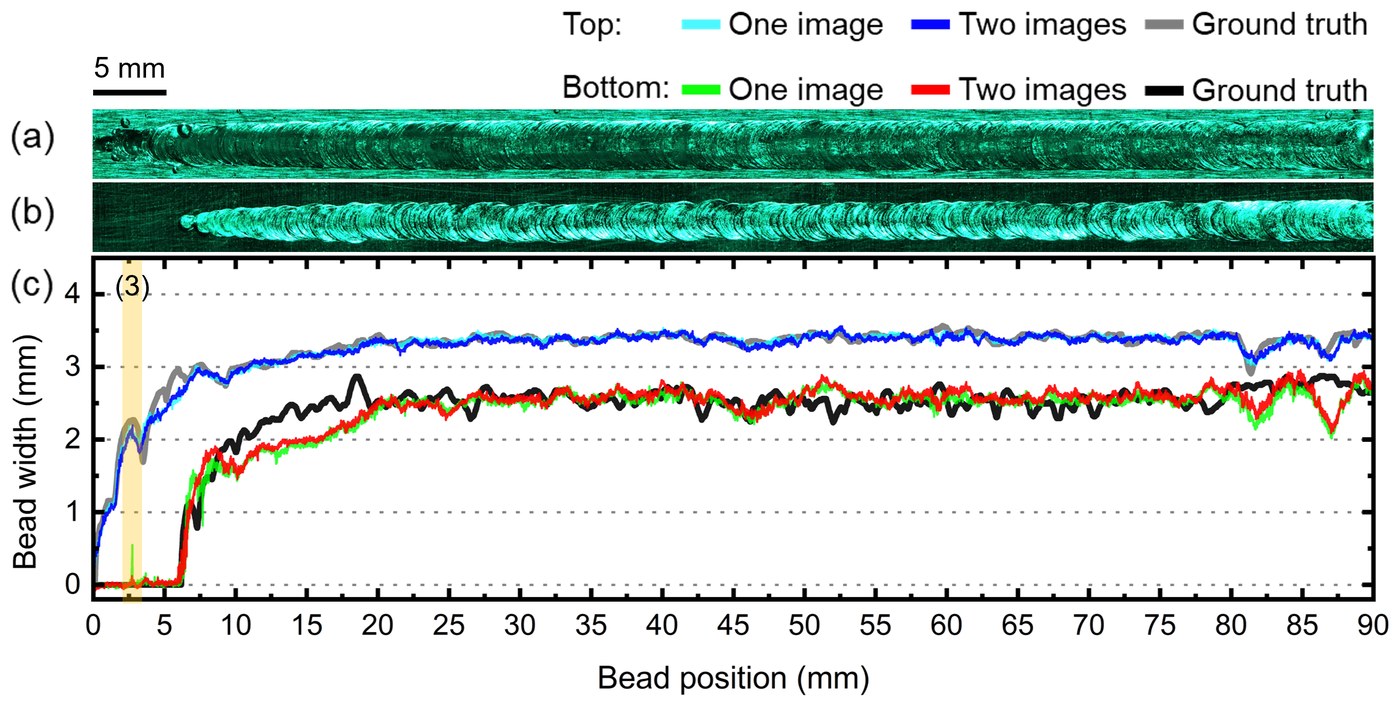 Top: One image Two images Ground truth
5 mm
Bottom: One image Two images Ground truth
(a)
(b)
(c)
(3)
4
3
2
1
0
Bead width (mm)
0 5 10 15 20 25 30 35 40 45 50 55 60 65 70 75 80 85 90
Bead position (mm)